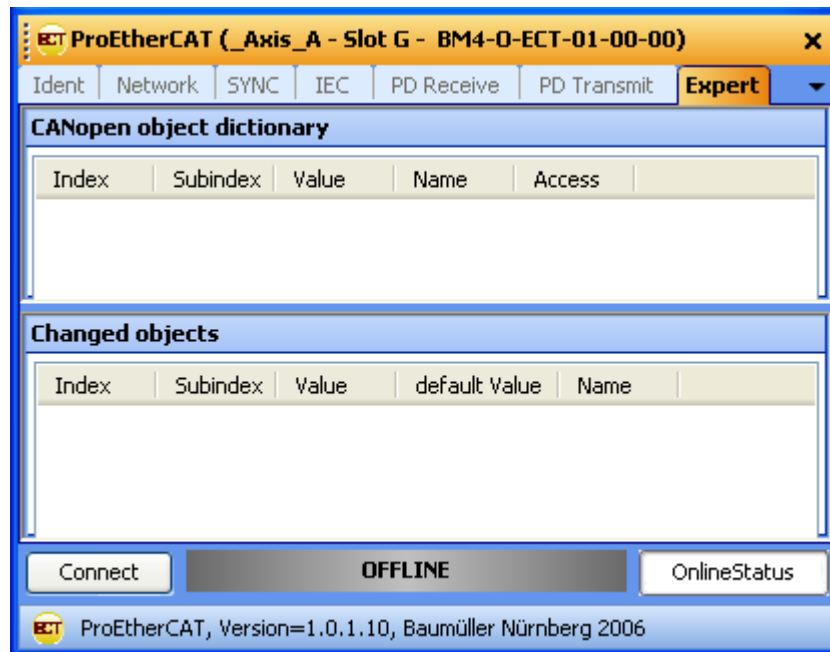 ECT ProEtherCAT (_Axis_A - Slot G - BM4-O-ECT-01-00-00)
Ident Network SYNC IEC PD Receive PD Transmit Expert
CANopen object dictionary
Index Subindex Value Name Access
Changed objects
Index Subindex Value default Value Name
Connect OFFLINE OnlineStatus
ECT ProEtherCAT, Version=1.0.1.10, Baumüller Nürnberg 2006